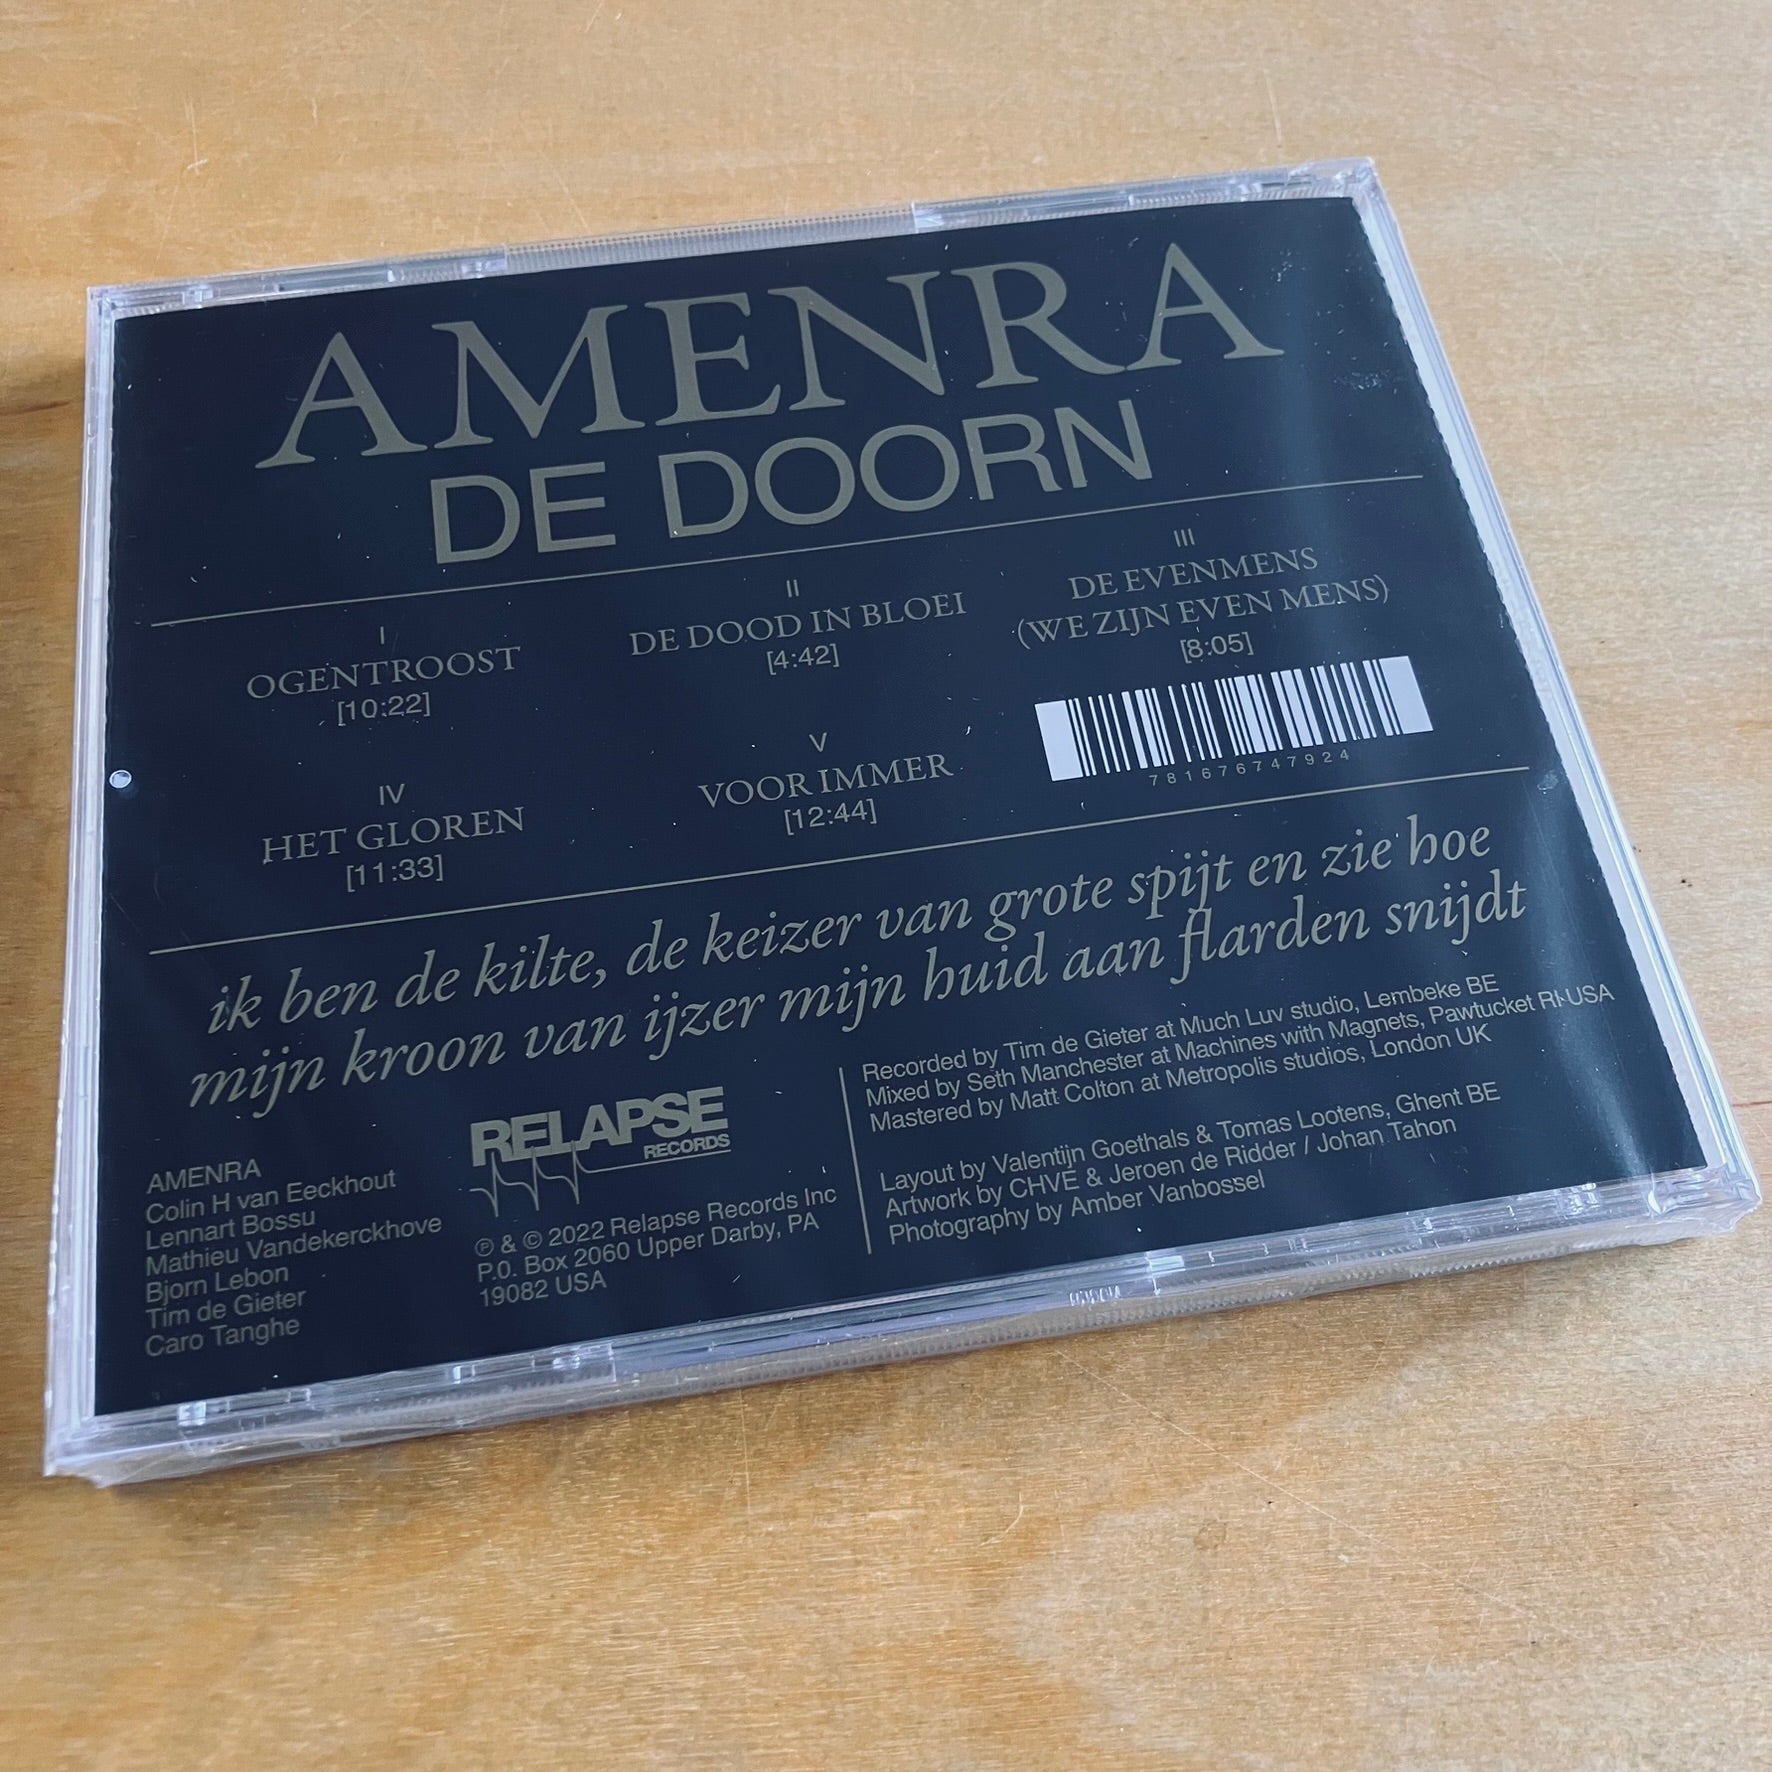 AMENRA
DE DOORN
I
OGENTROOST
[10:22]
II
DE DOOD IN BLOEI
[4:42]
III
DE EVENMENS
(WE ZIJN EVEN MENS)
[8:05]
IV
HET GLOREN
[11:33]
V
VOOR IMMER
[12:44]
781676747924
ik ben de kilte, de keizer van grote spijt en zie hoe
mijn kroon van ijzer mijn huid aan flarden snijdt
AMENRA
Colin H van Eeckhout
Lennart Bossu
Mathieu Vandekerckhove
Bjorn Lebon
Tim de Gieter
Caro Tanghe
RELAPSE
RECORDS
℗ & © 2022 Relapse Records Inc
P.O. Box 2060 Upper Darby, PA
19082 USA
Recorded by Tim de Gieter at Much Luv studio, Lembeke BE
Mixed by Seth Manchester at Machines with Magnets, Pawtucket RI-USA
Mastered by Matt Colton at Metropolis studios, London UK
Layout by Valentijn Goethals & Tomas Lootens, Ghent BE
Artwork by CHVE & Jeroen de Ridder / Johan Tahon
Photography by Amber Vanbossel